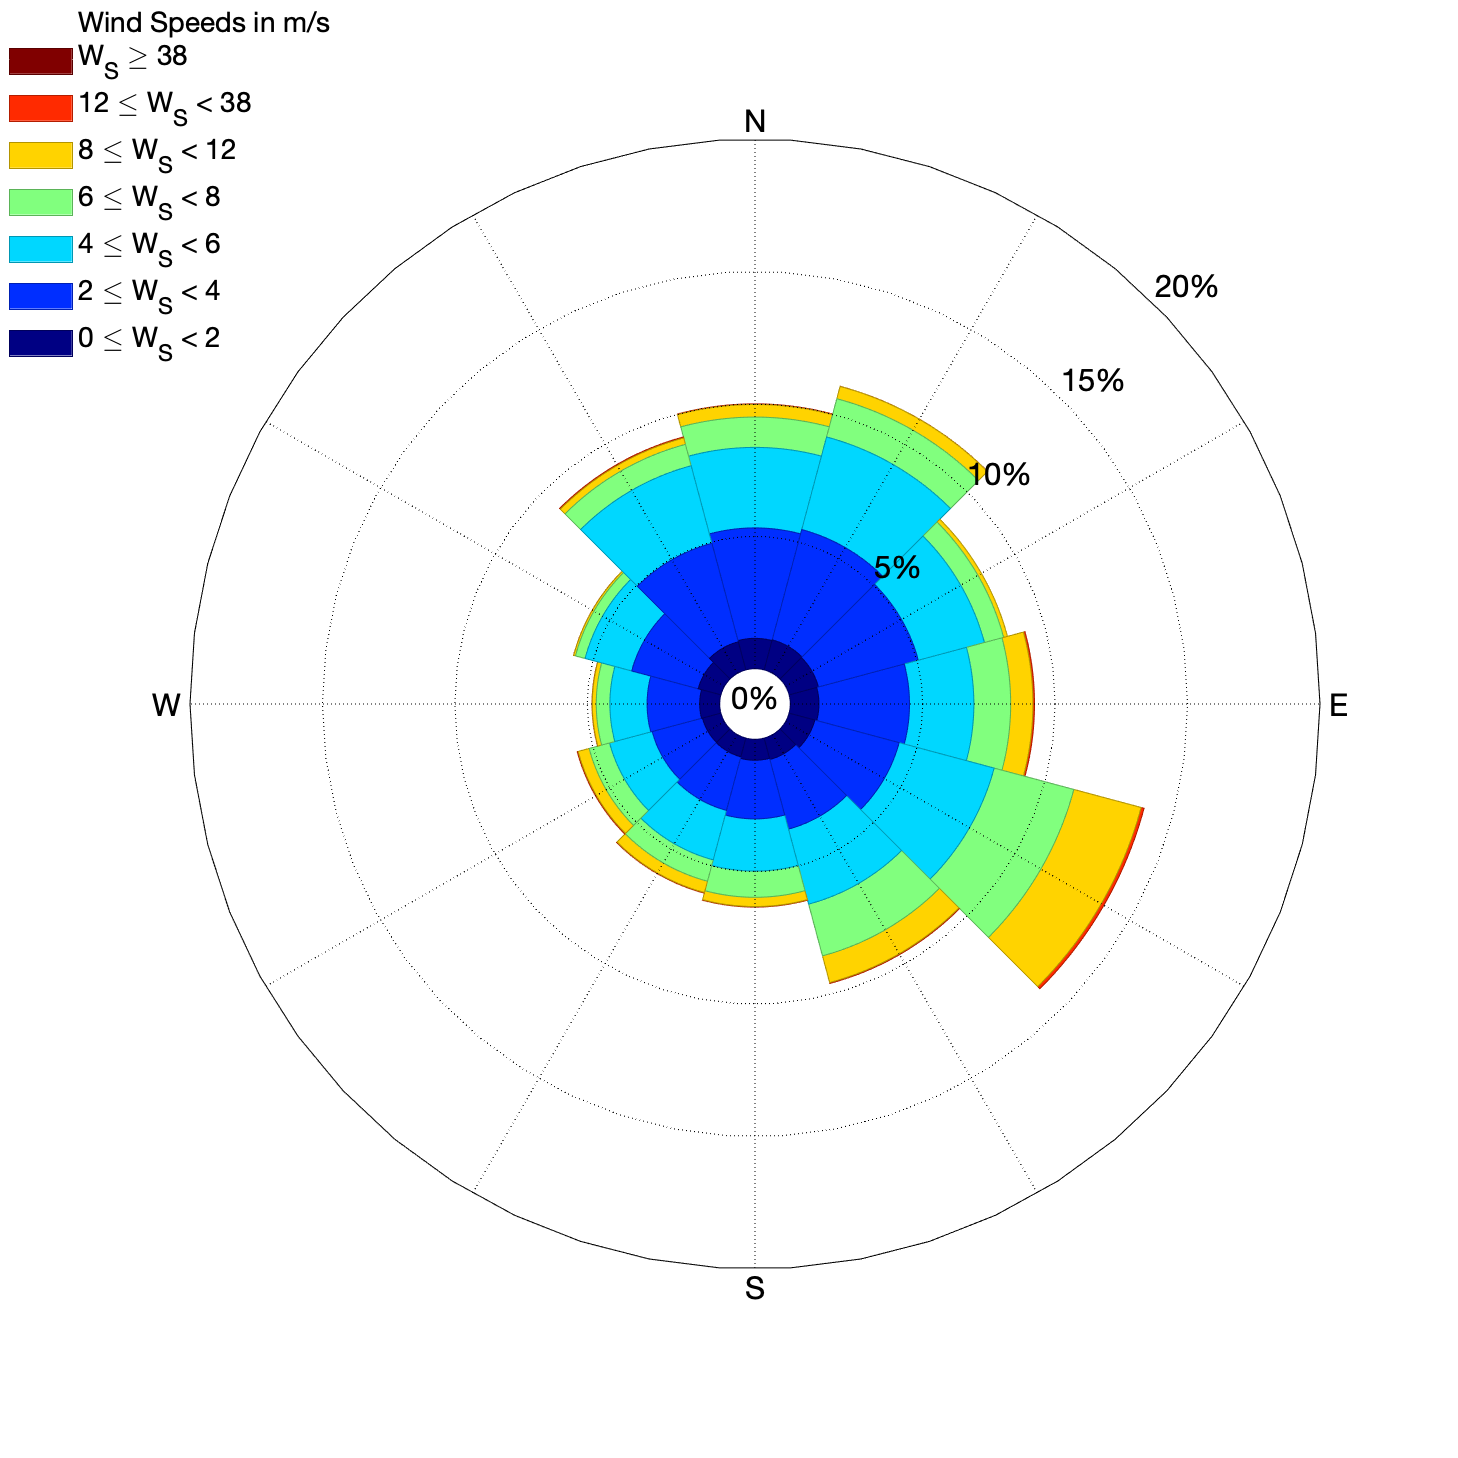 Wind Speeds in m/s
W_S ≥ 38
12 ≤ W_S < 38
8 ≤ W_S < 12
6 ≤ W_S < 8
4 ≤ W_S < 6
2 ≤ W_S < 4
0 ≤ W_S < 2
N
20%
15%
10%
5%
0%
W
E
S